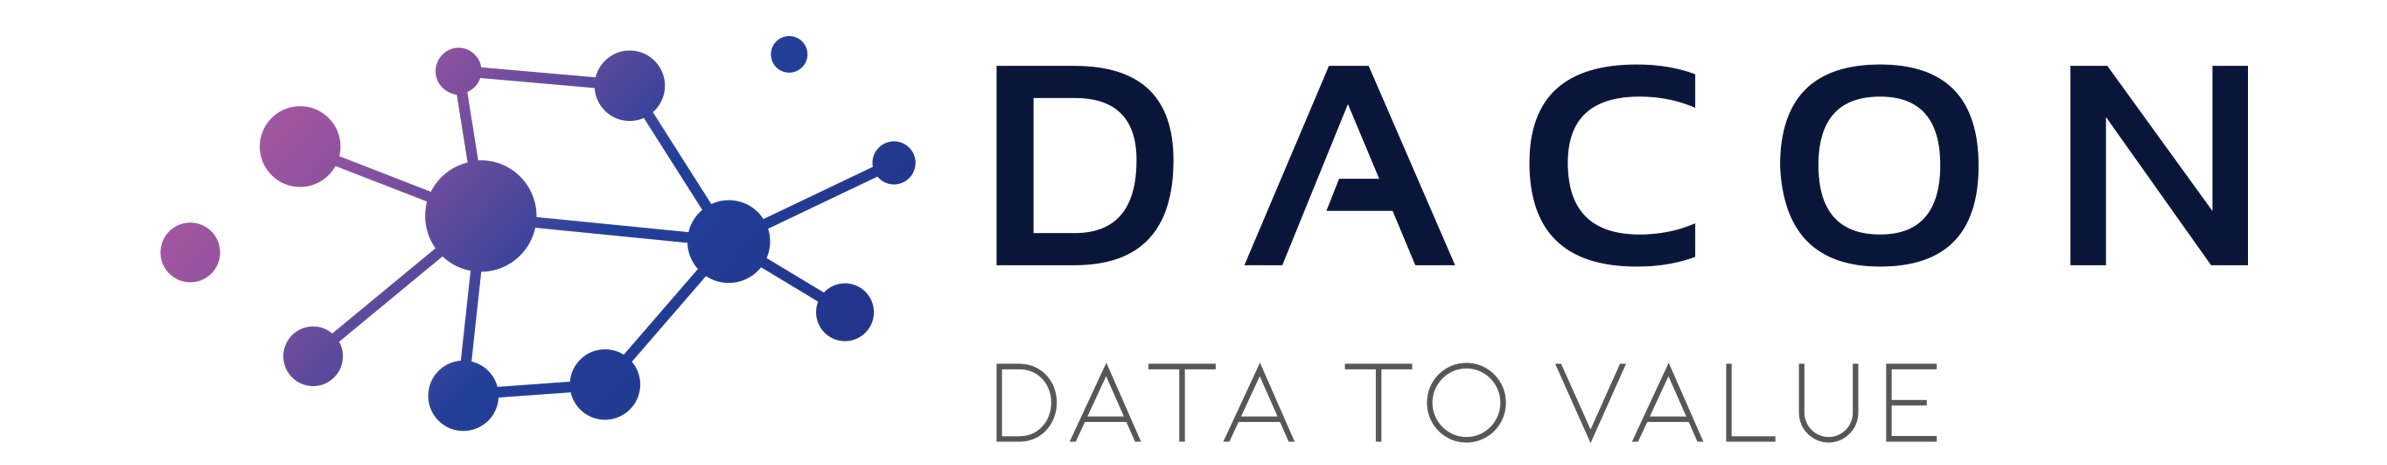 DACON
DATA TO VALUE